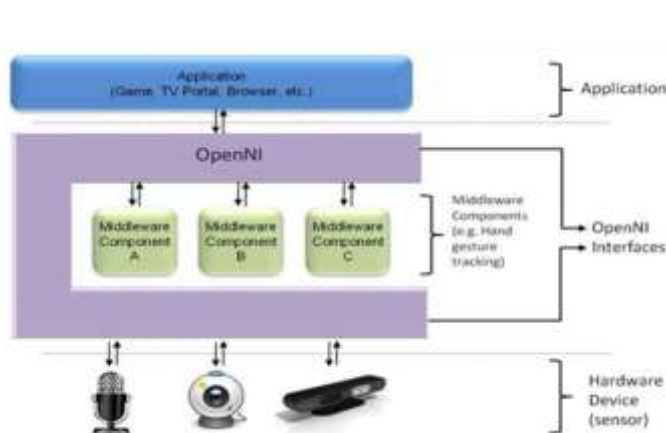 Application
(Game, TV Portal, Browser, etc.)
Application
OpenNI
Middleware
Component
A
Middleware
Component
B
Middleware
Component
C
Middleware
Components
(e.g. Hand
gesture
tracking)
OpenNI
Interfaces
Hardware
Device
(sensor)